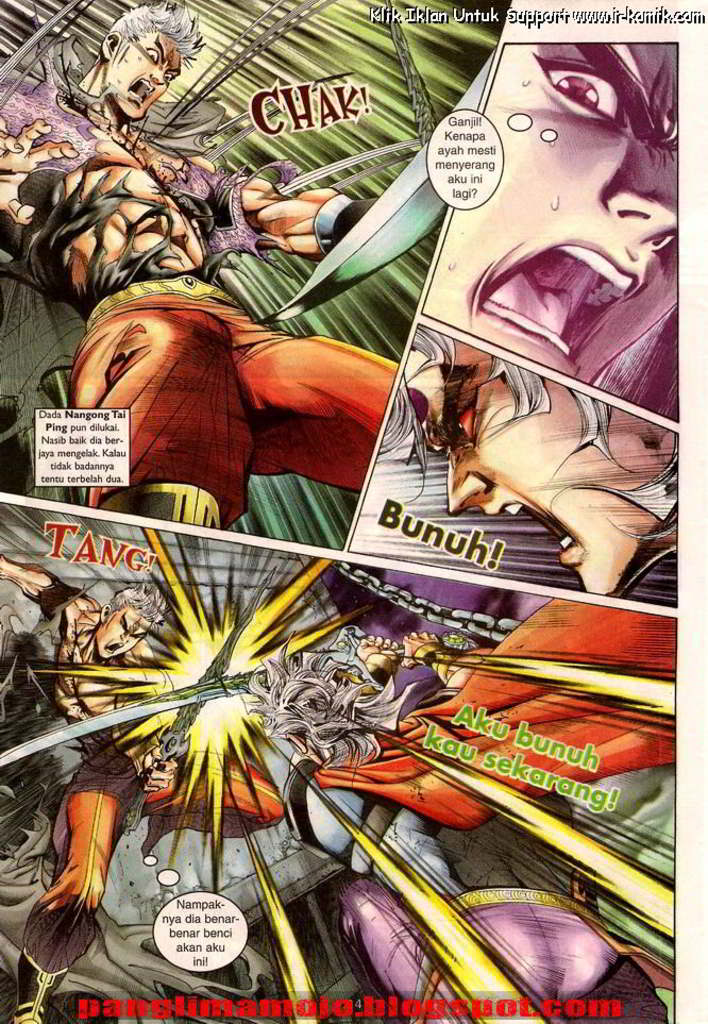 Klik Iklan Untuk Support www.ir-komik.com
CHAK!
Ganjil!
Kenapa
ayah mesti
menyerang
aku ini
lagi?
Dada Nangong Tai
Ping pun dilukai.
Nasib baik dia ber-
jaya mengelak. Kalau
tidak badannya
tentu terbelah dua.
Bunuh!
TANG!
Aku bunuh
kau sekarang!
Nampak-
nya dia benar-
benar benci
akan aku
ini!
4
panglimamojo.blogspot.com